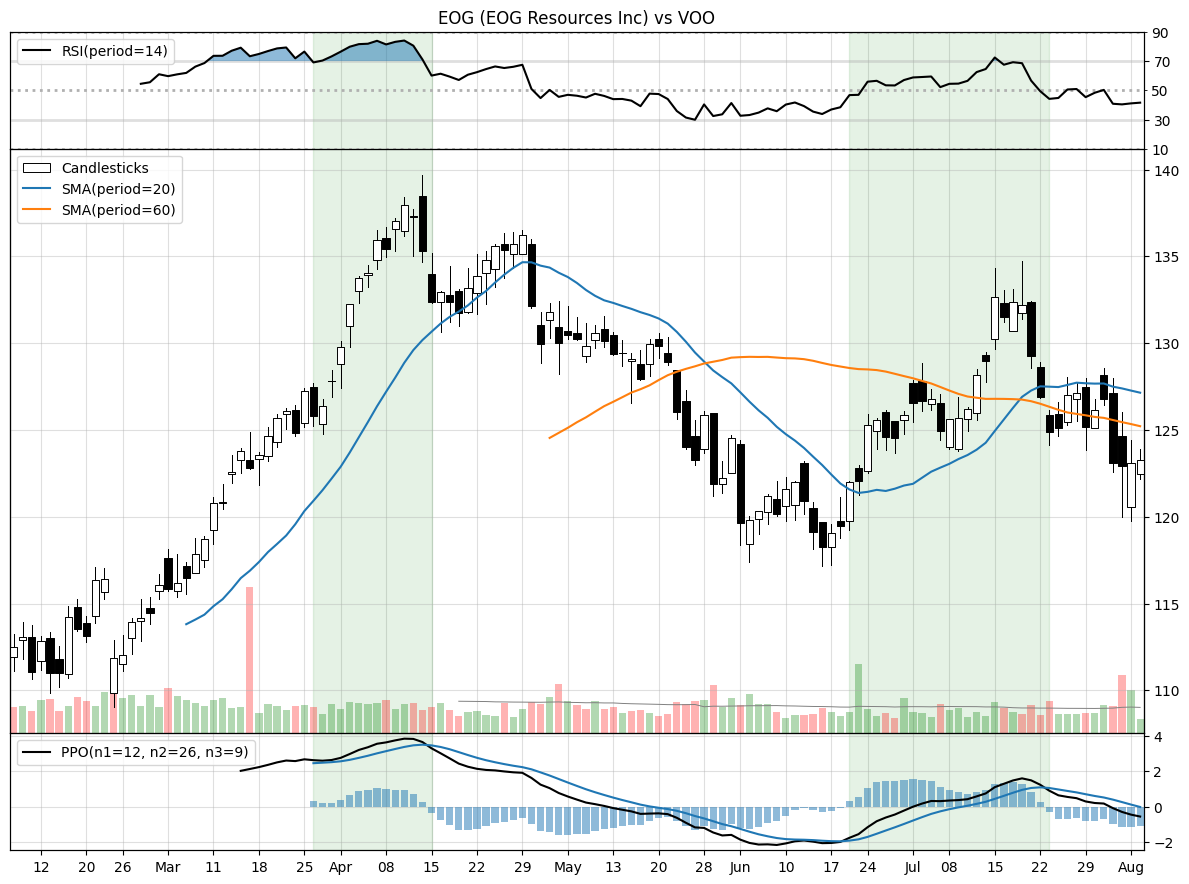 EOG (EOG Resources Inc) vs VOO
RSI(period=14)
90
70
50
30
10
Candlesticks
SMA(period=20)
SMA(period=60)
140
135
130
125
120
115
110
PPO(n1=12, n2=26, n3=9)
4
2
0
−2
12 20 26 Mar 11 18 25 Apr 08 15 22 29 May 13 20 28 Jun 10 17 24 Jul 08 15 22 29 Aug